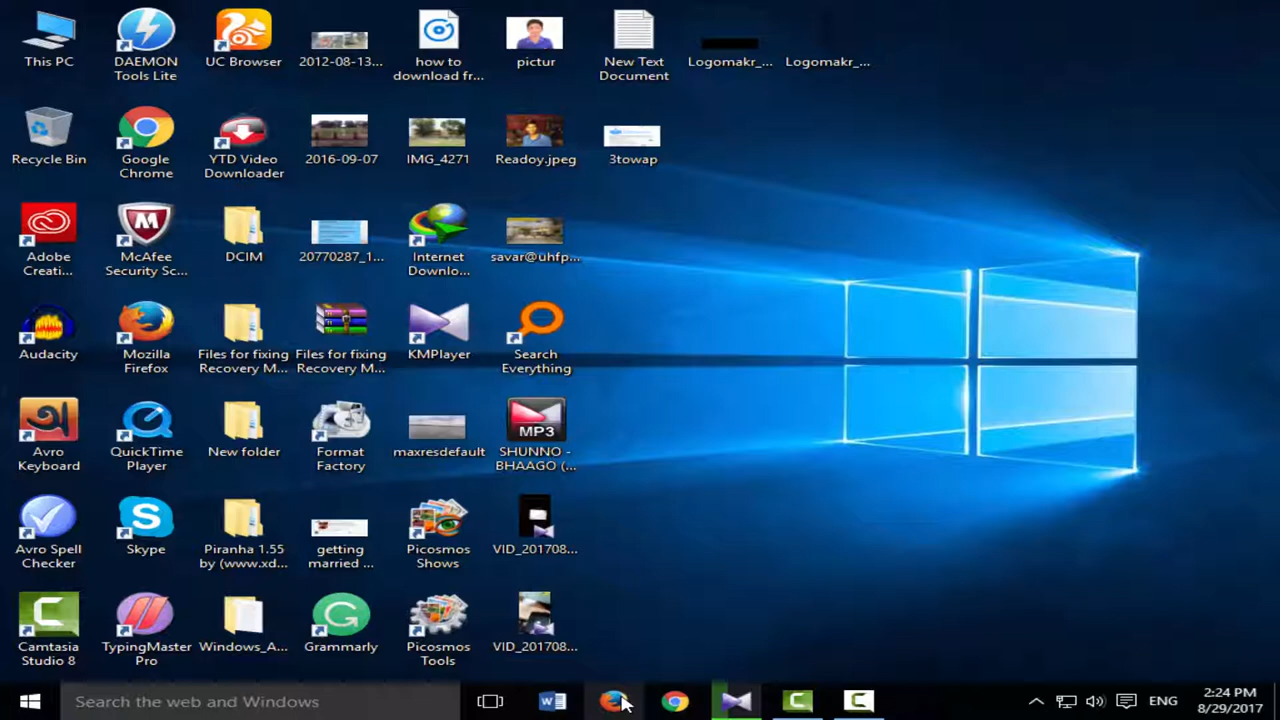 This PC
DAEMON
Tools Lite
UC Browser
2012-08-13...
how to
download fr...
pictur
New Text
Document
Logomakr_...
Logomakr_...
Recycle Bin
Google
Chrome
YTD Video
Downloader
2016-09-07
IMG_4271
Readoy.jpeg
3towap
Adobe
Creati...
McAfee
Security Sc...
DCIM
20770287_1...
Internet
Downlo...
savar@uhfp...
Audacity
Mozilla
Firefox
Files for fixing
Recovery M...
Files for fixing
Recovery M...
KMPlayer
Search
Everything
অ
Avro
Keyboard
QuickTime
Player
New folder
Format
Factory
maxresdefault
MP3
SHUNNO -
BHAAGO (...
Avro Spell
Checker
Skype
Piranha 1.55
by (www.xd...
getting
married ...
Picosmos
Shows
VID_201708...
Camtasia
Studio 8
TypingMaster
Pro
Windows_A...
Grammarly
Picosmos
Tools
VID_201708...
Search the web and Windows
ENG
2:24 PM
8/29/2017